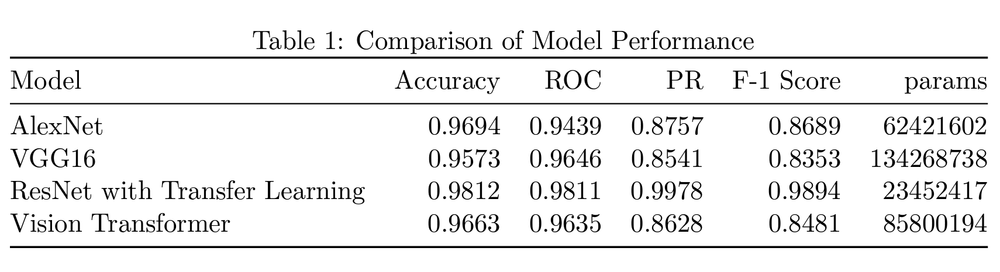 Table 1: Comparison of Model Performance
Model Accuracy ROC PR F-1 Score params
AlexNet 0.9694 0.9439 0.8757 0.8689 62421602
VGG16 0.9573 0.9646 0.8541 0.8353 134268738
ResNet with Transfer Learning 0.9812 0.9811 0.9978 0.9894 23452417
Vision Transformer 0.9663 0.9635 0.8628 0.8481 85800194